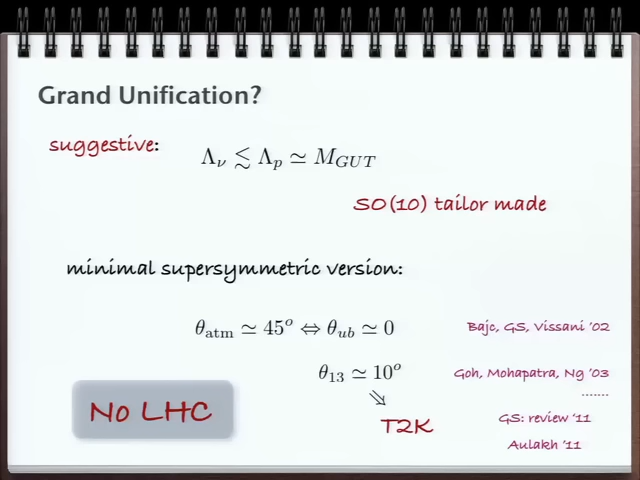 Grand Unification?
suggestive:
Λ_ν ≲ Λ_p ≃ M_GUT
SO(10) tailor made
minimal supersymmetric version:
θ_atm ≃ 45° ⇔ θ_ub ≃ 0
Bajc, GS, Vissani '02
θ_13 ≃ 10°
Goh, Mohapatra, Ng '03
.......
⇘
No LHC
T2K
GS: review '11
Aulakh '11